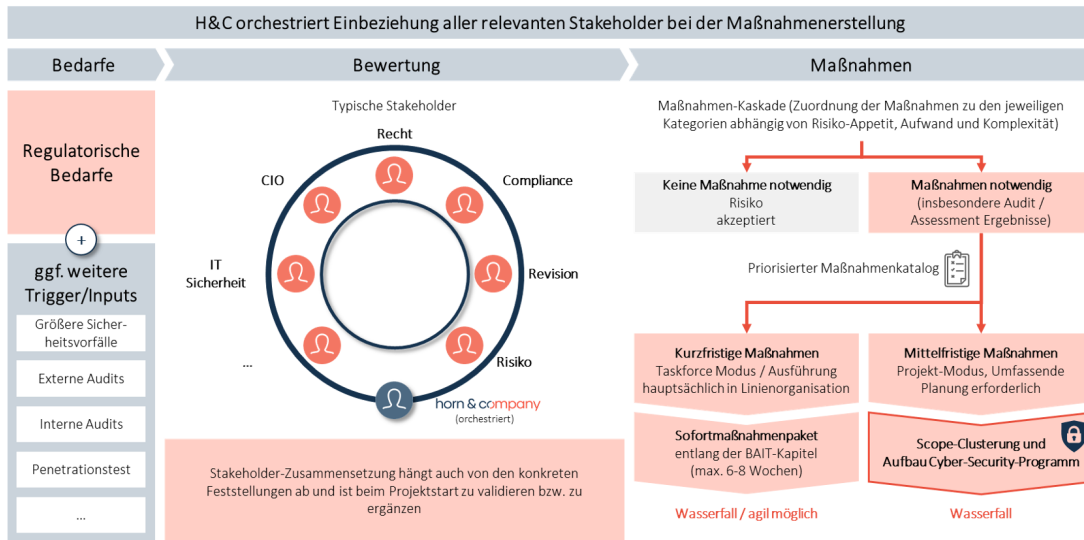 H&C orchestriert Einbeziehung aller relevanten Stakeholder bei der Maßnahmenerstellung
Bedarfe
Bewertung
Maßnahmen
Regulatorische
Bedarfe
+
ggf. weitere
Trigger/Inputs
Größere Sicher-
heitsvorfälle
Externe Audits
Interne Audits
Penetrationstest
...
Typische Stakeholder
Recht
CIO
Compliance
IT
Sicherheit
Revision
...
Risiko
horn & company
(orchestriert)
Stakeholder-Zusammensetzung hängt auch von den konkreten
Feststellungen ab und ist beim Projektstart zu validieren bzw. zu
ergänzen
Maßnahmen-Kaskade (Zuordnung der Maßnahmen zu den jeweiligen
Kategorien abhängig von Risiko-Appetit, Aufwand und Komplexität)
Keine Maßnahme notwendig
Risiko
akzeptiert
Maßnahmen notwendig
(insbesondere Audit /
Assessment Ergebnisse)
Priorisierter Maßnahmenkatalog
Kurzfristige Maßnahmen
Taskforce Modus / Ausführung
hauptsächlich in Linienorganisation
Mittelfristige Maßnahmen
Projekt-Modus, Umfassende
Planung erforderlich
Sofortmaßnahmenpaket
entlang der BAIT-Kapitel
(max. 6-8 Wochen)
Scope-Clusterung und
Aufbau Cyber-Security-Programm
Wasserfall / agil möglich
Wasserfall